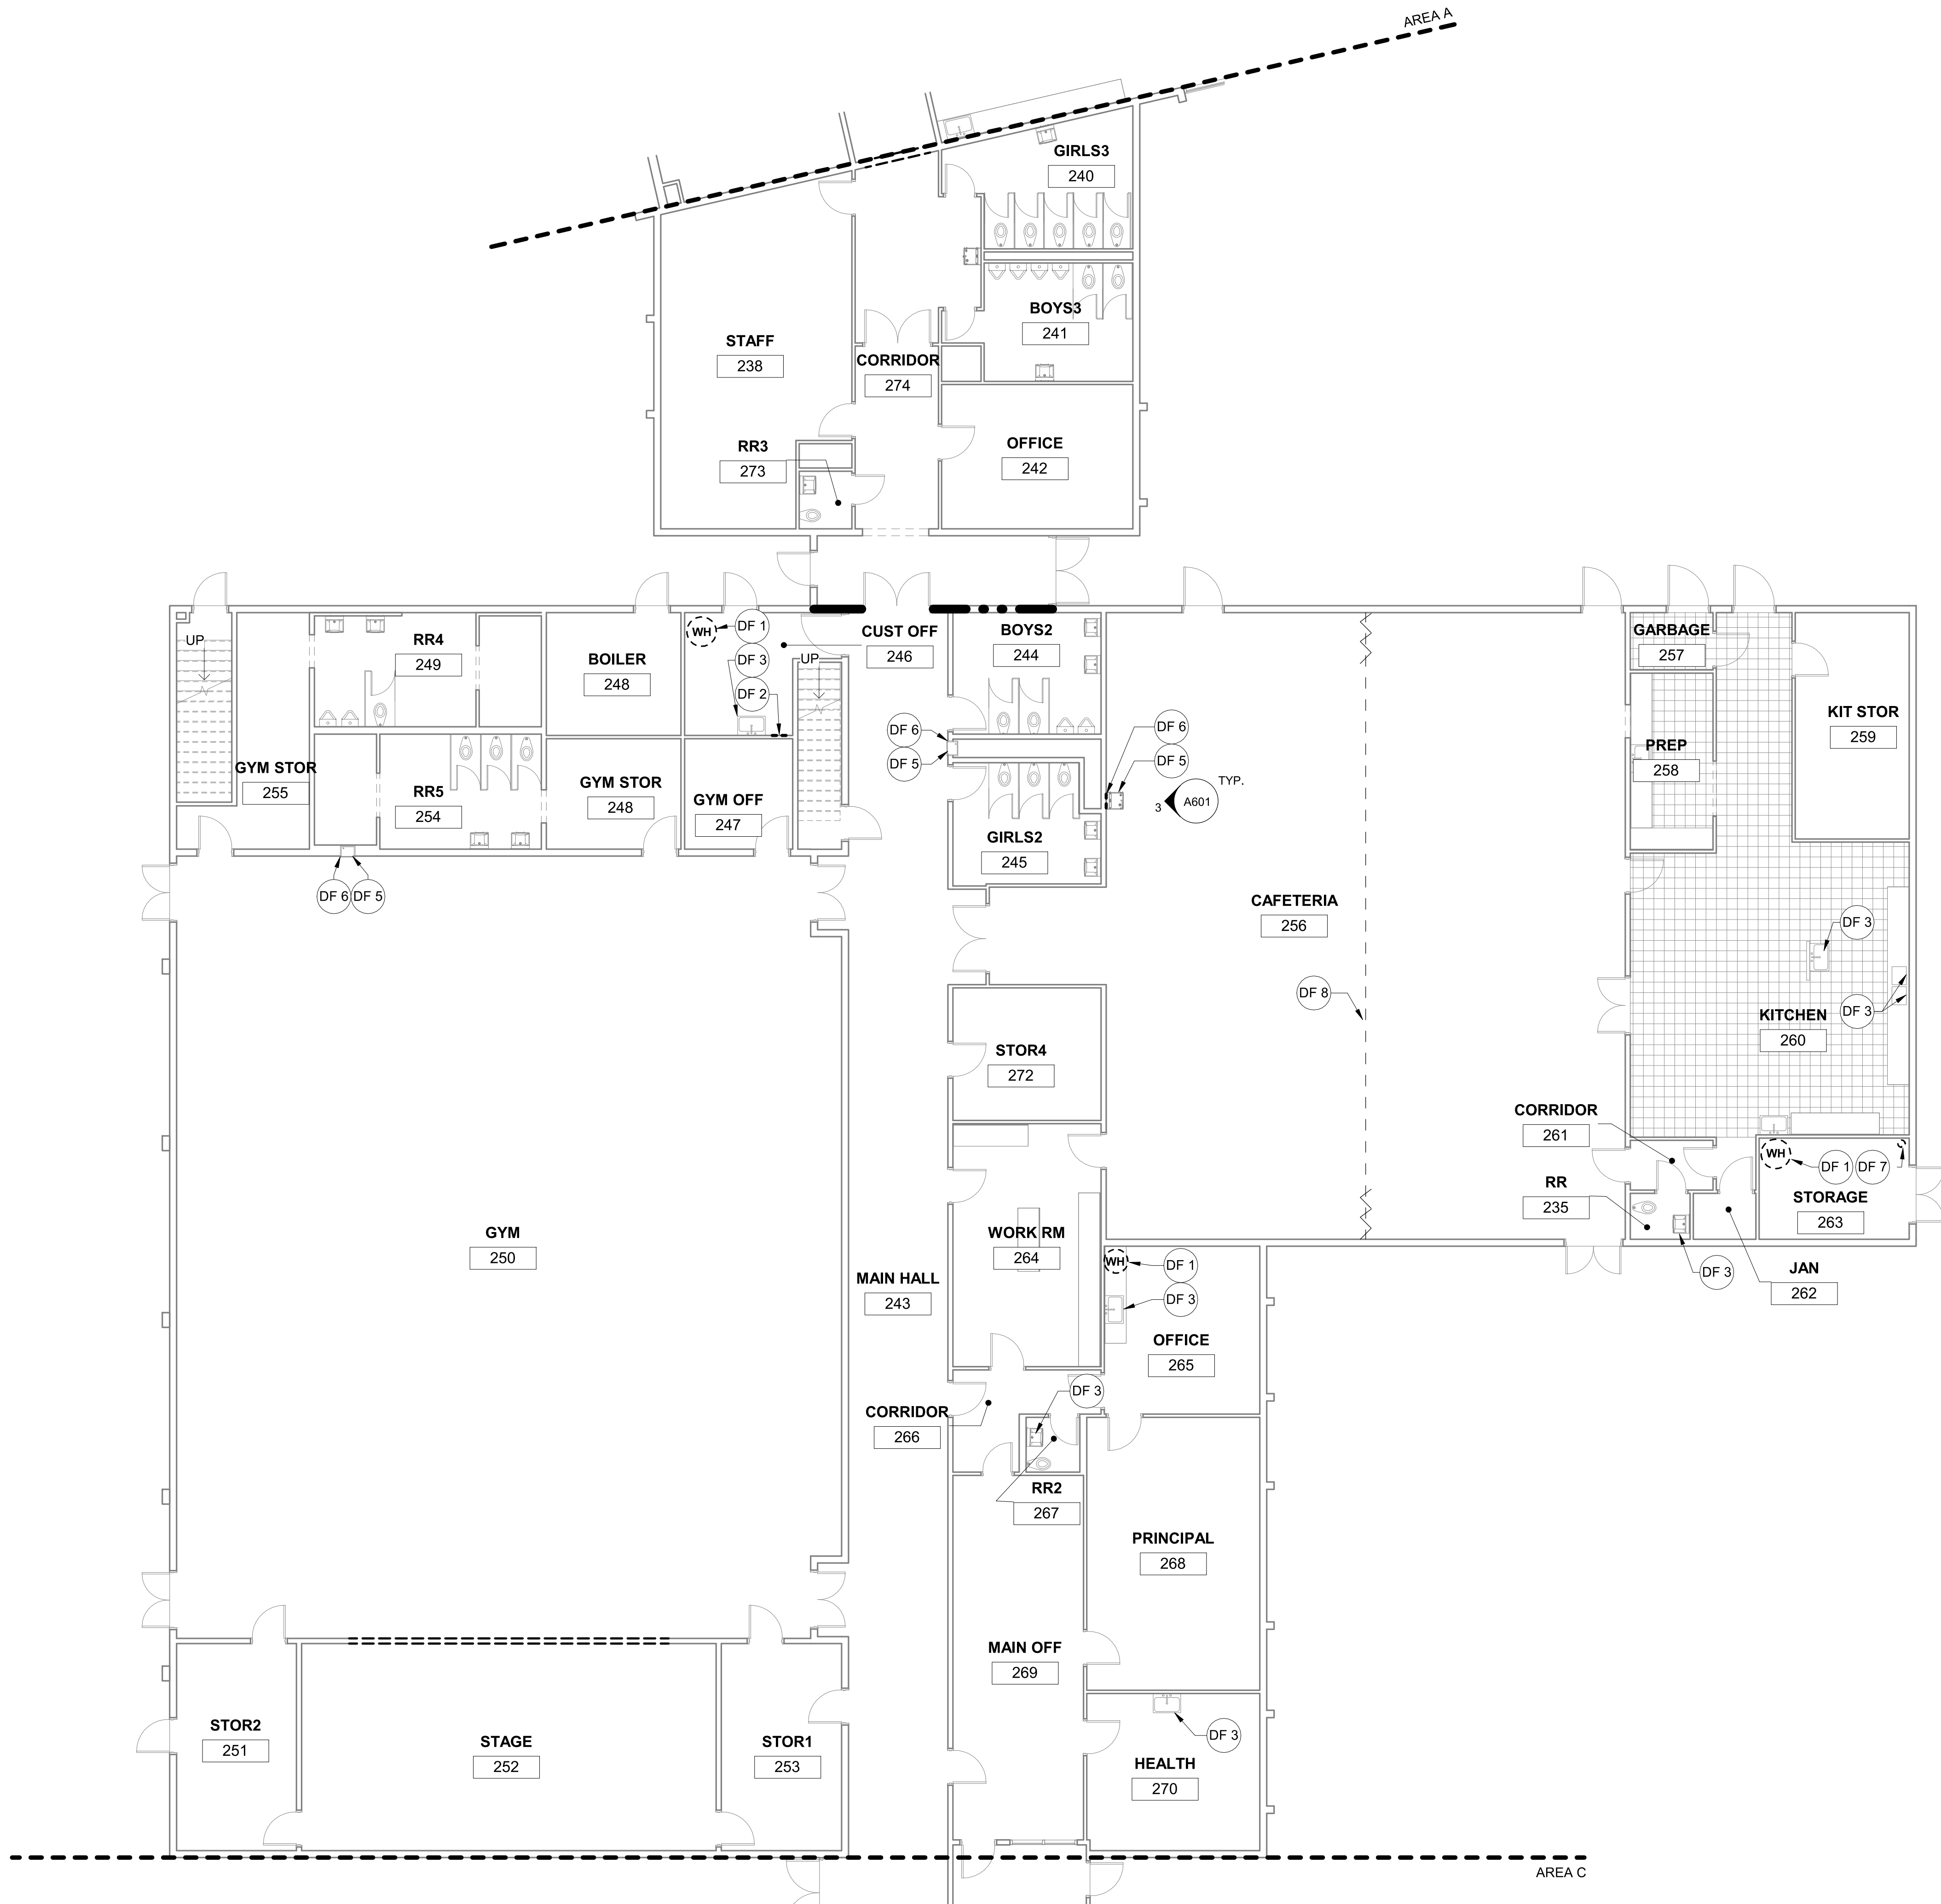 AREA A
GIRLS3
240
BOYS3
241
STAFF
238
CORRIDOR
274
RR3
273
OFFICE
242
UP
RR4
249
BOILER
248
WH
DF 1
DF 3
DF 2
CUST OFF
246
UP
BOYS2
244
GARBAGE
257
KIT STOR
259
PREP
258
DF 6
DF 5
DF 6
DF 5
TYP.
3
A601
GYM STOR
255
RR5
254
GYM STOR
248
GYM OFF
247
GIRLS2
245
DF 6
DF 5
CAFETERIA
256
DF 3
DF 8
DF 3
KITCHEN
260
STOR4
272
CORRIDOR
261
WH
DF 1
DF 7
RR
235
STORAGE
263
GYM
250
WORK RM
264
WH
DF 1
DF 3
DF 3
JAN
262
MAIN HALL
243
OFFICE
265
DF 3
CORRIDOR
266
RR2
267
PRINCIPAL
268
MAIN OFF
269
STOR2
251
STAGE
252
STOR1
253
DF 3
HEALTH
270
AREA C